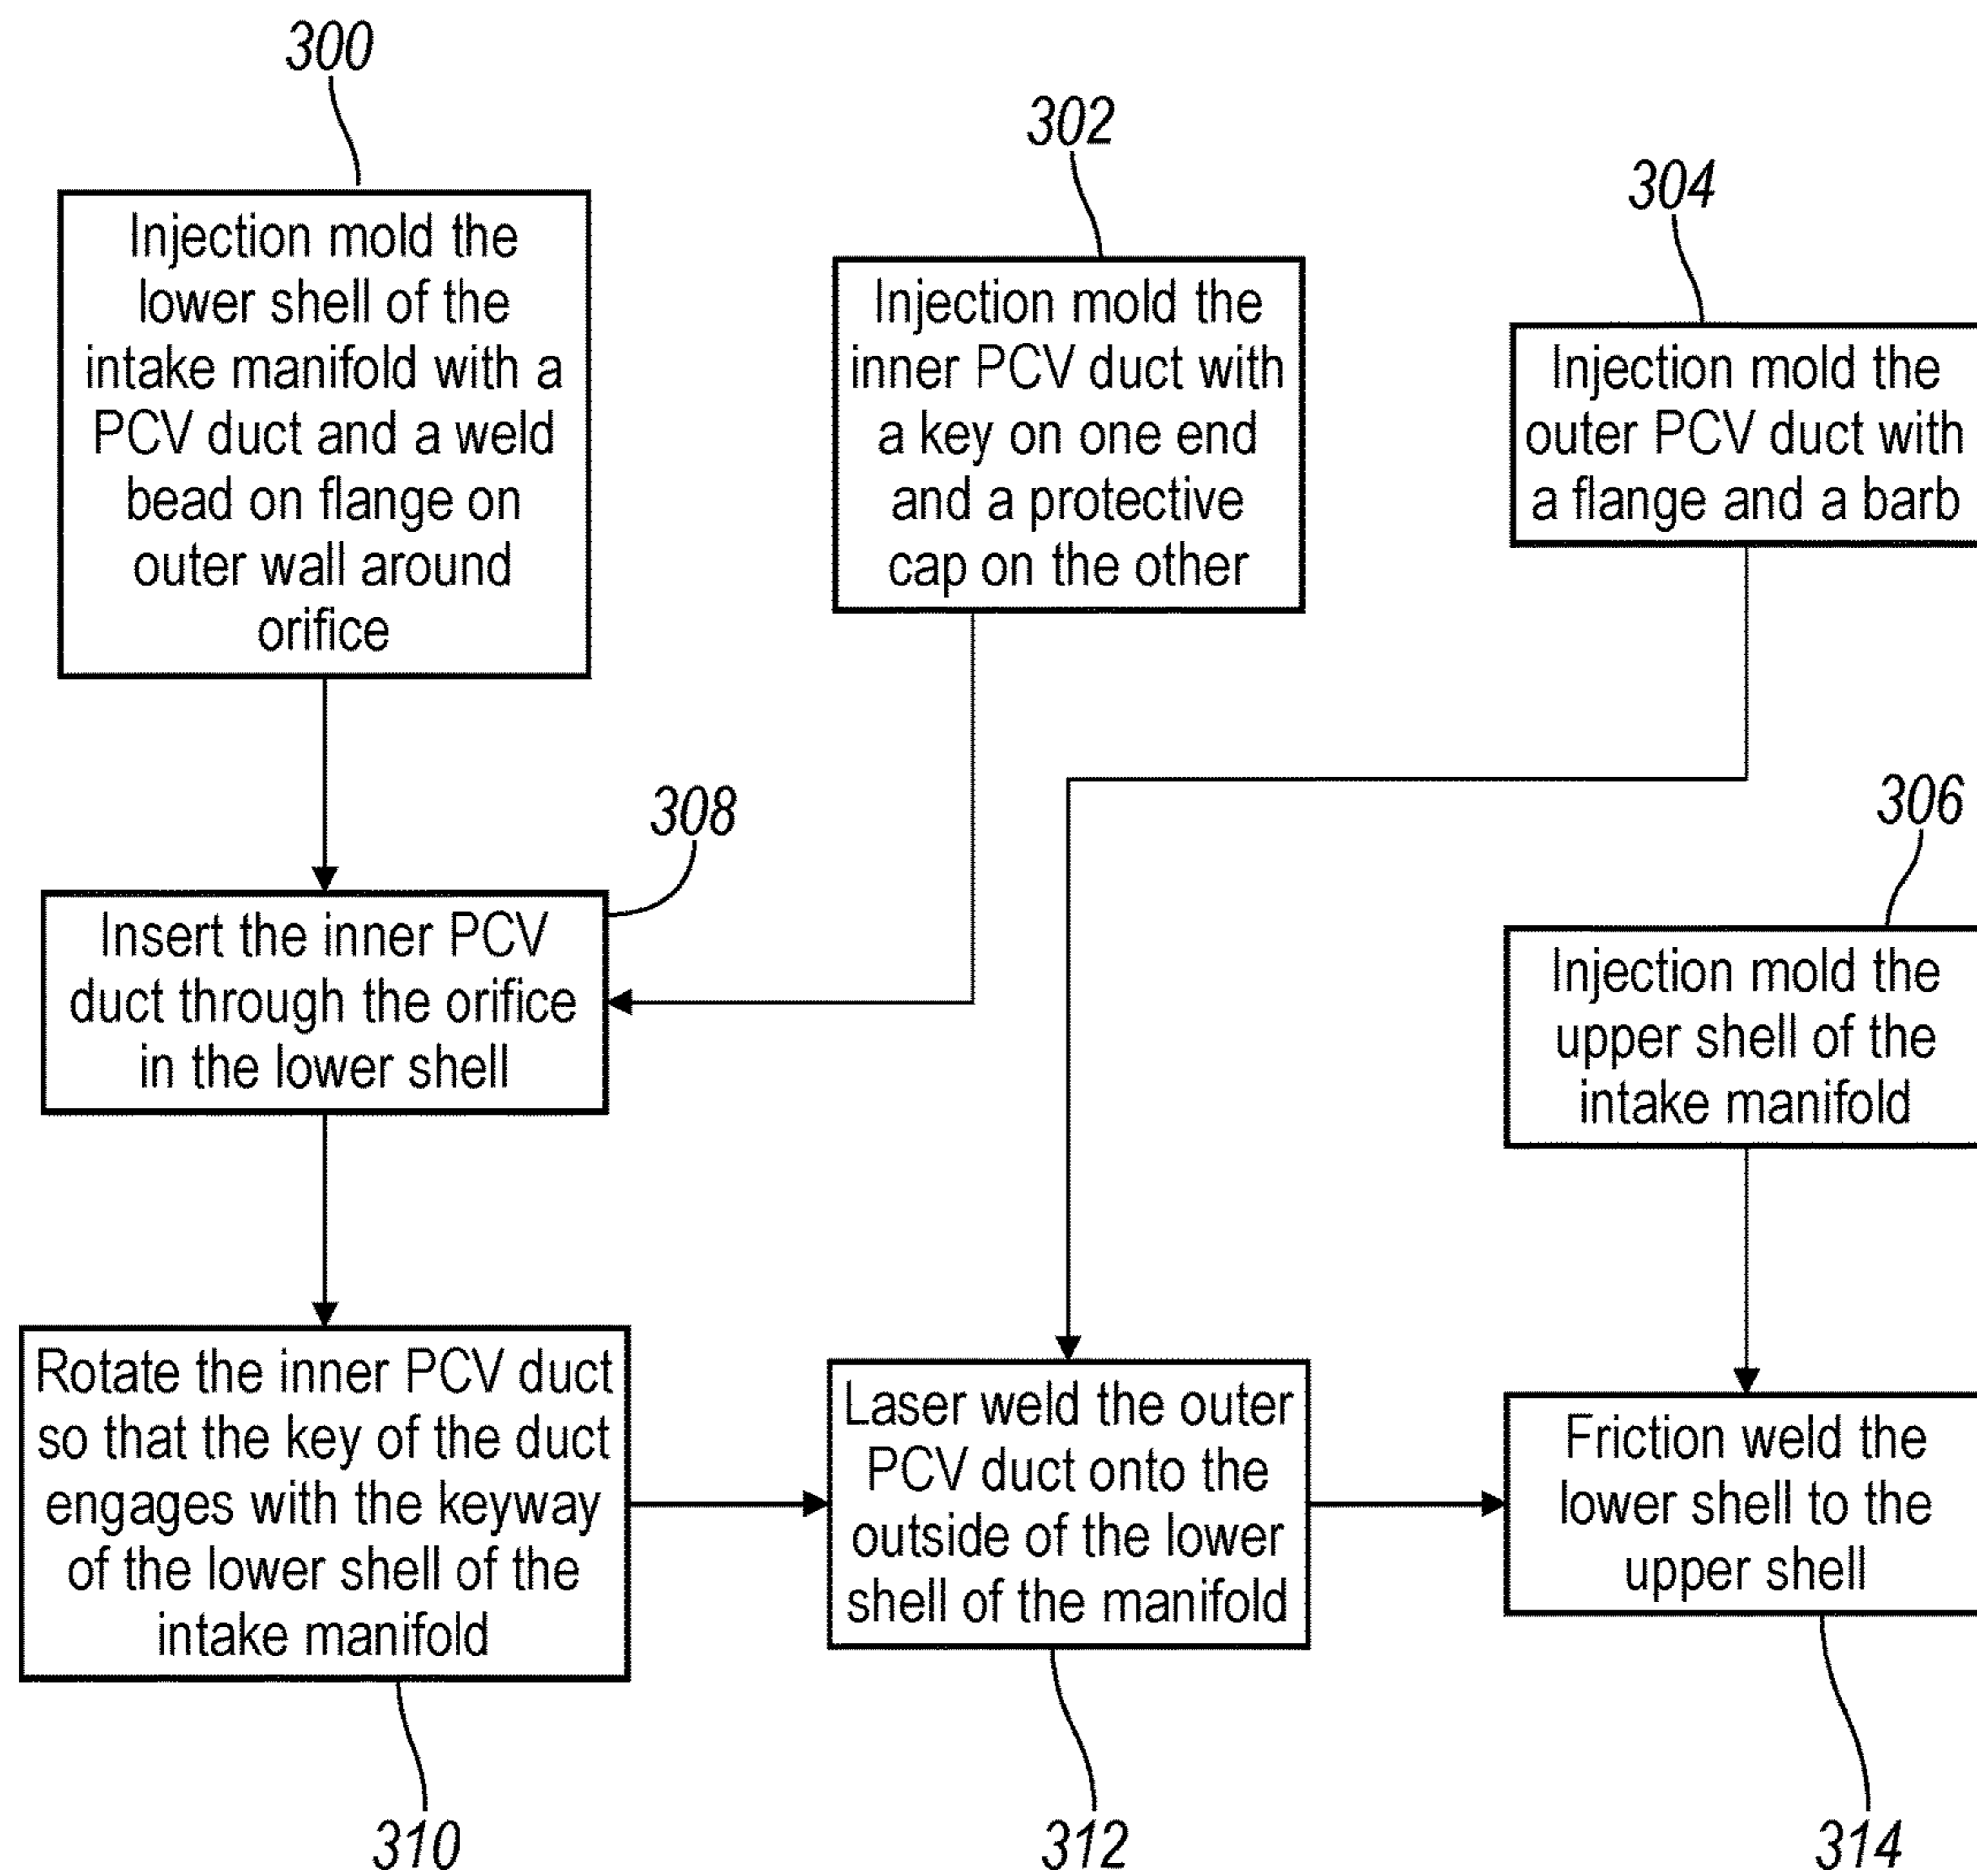 300
Injection mold the
lower shell of the
intake manifold with a
PCV duct and a weld
bead on flange on
outer wall around
orifice
302
Injection mold the
inner PCV duct with
a key on one end
and a protective
cap on the other
304
Injection mold the
outer PCV duct with
a flange and a barb
306
Injection mold the
upper shell of the
intake manifold
308
Insert the inner PCV
duct through the orifice
in the lower shell
Rotate the inner PCV duct
so that the key of the duct
engages with the keyway
of the lower shell of the
intake manifold
310
Laser weld the outer
PCV duct onto the
outside of the lower
shell of the manifold
312
Friction weld the
lower shell to the
upper shell
314